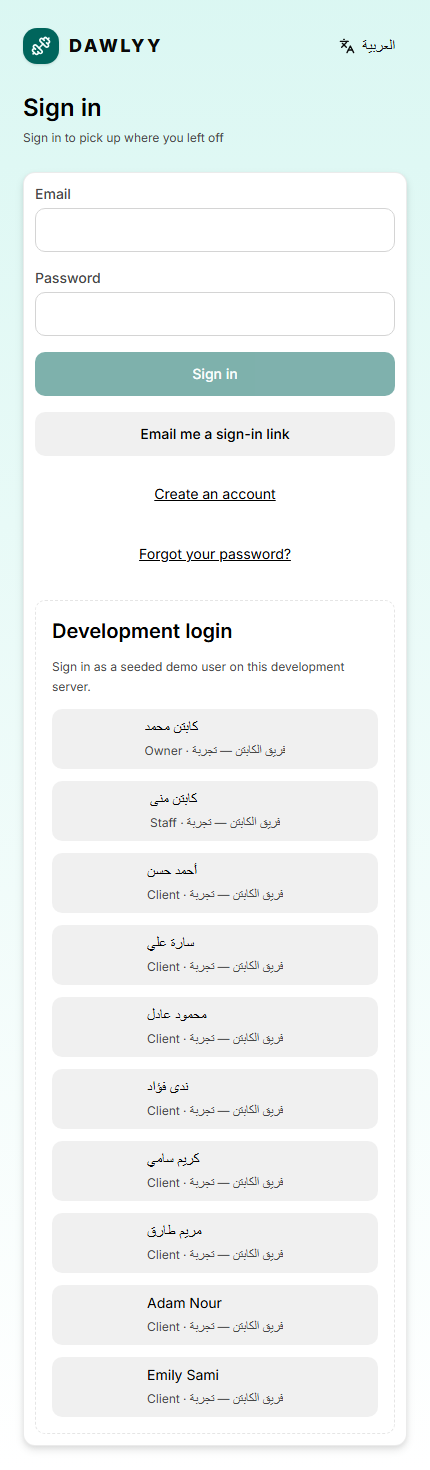 DAWLYY
العربية
Sign in
Sign in to pick up where you left off
Email
Password
Sign in
Email me a sign-in link
Create an account
Forgot your password?
Development login
Sign in as a seeded demo user on this development
server.
كابتن محمد
Owner · فريق الكابتن — تجربة
كابتن منى
Staff · فريق الكابتن — تجربة
أحمد حسن
Client · فريق الكابتن — تجربة
سارة علي
Client · فريق الكابتن — تجربة
محمود عادل
Client · فريق الكابتن — تجربة
ندى فؤاد
Client · فريق الكابتن — تجربة
كريم سامي
Client · فريق الكابتن — تجربة
مريم طارق
Client · فريق الكابتن — تجربة
Adam Nour
Client · فريق الكابتن — تجربة
Emily Sami
Client · فريق الكابتن — تجربة